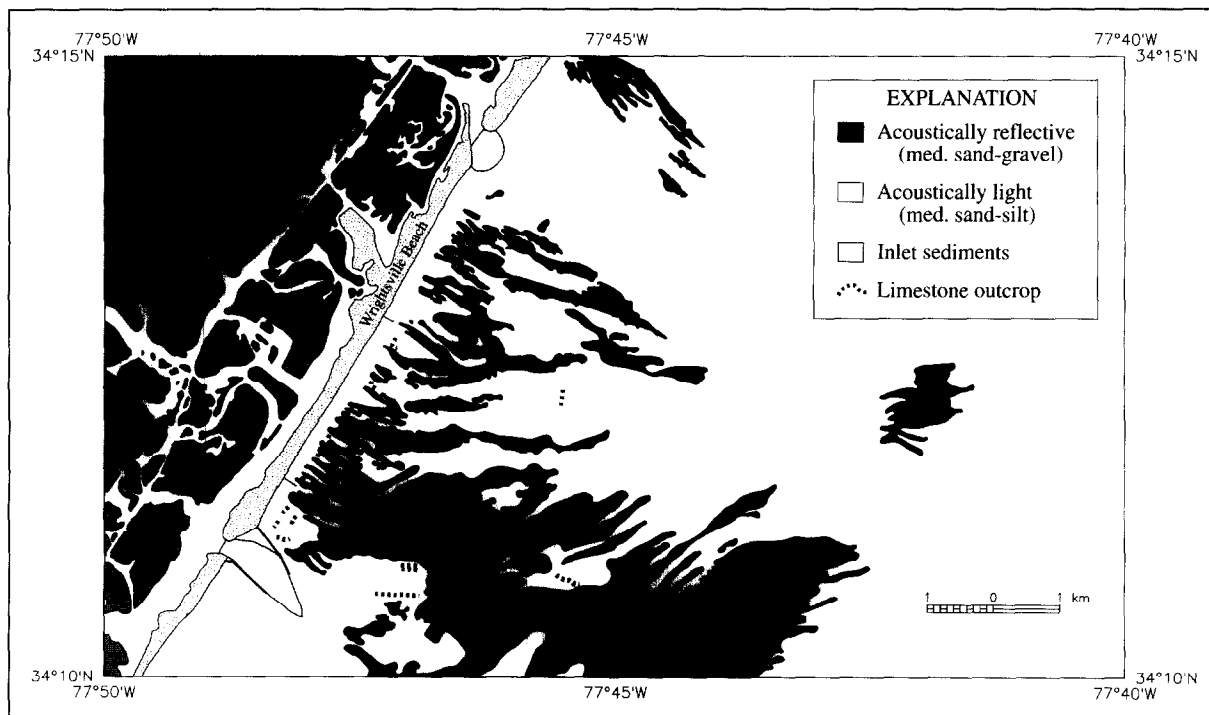 77°50'W 77°45'W 77°40'W
34°15'N 34°15'N
EXPLANATION
Acoustically reflective
(med. sand-gravel)
Acoustically light
(med. sand-silt)
Inlet sediments
Limestone outcrop
Wrightsville Beach
1 0 1 km
34°10'N 34°10'N
77°50'W 77°45'W 77°40'W